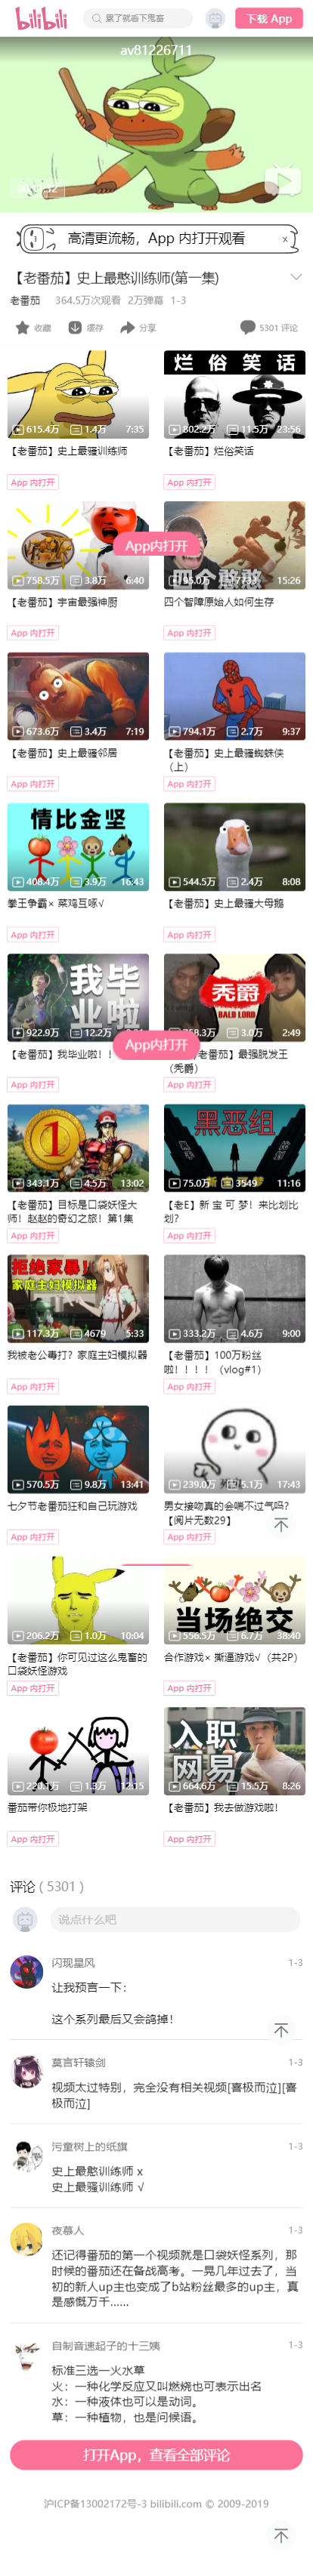 bilibili
下载 App
av81226711
高清更流畅，App 内打开观看
x
【老番茄】史上最憨训练师(第一集)
老番茄 364.5万次观看 2万弹幕 1-3
收藏 缓存 分享 5301 评论
615.4万 1.4万 7:35
【老番茄】史上最骚训练师
App 内打开
烂俗笑话
802.2万 11.5万 23:56
【老番茄】烂俗笑话
App 内打开
758.5万 3.8万 6:40
【老番茄】宇宙最强神厨
App 内打开
App内打开
15:26
四个智障原始人如何生存
App 内打开
673.6万 3.4万 7:19
【老番茄】史上最骚邻居
App 内打开
794.1万 2.7万 9:37
【老番茄】史上最骚蜘蛛侠
（上）
App 内打开
情比金坚
408.4万 3.9万 16:43
拳王争霸× 菜鸡互啄√
App 内打开
544.5万 2.4万 8:08
【老番茄】史上最骚大母鹅
App 内打开
我毕
业啦
922.9万 12.2万
【老番茄】我毕业啦！！
App 内打开
App内打开
秃爵
BALD LORD
3.0万 2:49
老番茄】最强脱发王
（秃爵）
App 内打开
1
343.1万 4.5万 13:02
【老番茄】目标是口袋妖怪大
师！赵赵的奇幻之旅！第1集
App 内打开
黑恶组
75.0万 3549 11:16
【老E】新 宝 可 梦！来比划比
划?
App 内打开
拒绝家暴！
家庭主妇模拟器
117.3万 4679 5:33
我被老公毒打？家庭主妇模拟器
App 内打开
333.2万 4.6万 9:00
【老番茄】100万粉丝
啦！！！！（vlog#1）
App 内打开
570.5万 9.8万 13:41
七夕节老番茄狂和自己玩游戏
App 内打开
239.0万 5.1万 17:43
男女接吻真的会喘不过气吗?
【阅片无数29】
App 内打开
206.2万 1.0万 10:04
【老番茄】你可见过这么鬼畜的
口袋妖怪游戏
App 内打开
当场绝交
556.5万 6.7万 38:40
合作游戏× 撕逼游戏√（共2P）
App 内打开
220.1万 1.3万 12:15
番茄带你极地打架
App 内打开
入职
网易
664.6万 15.5万 8:26
【老番茄】我去做游戏啦！
App 内打开
评论 ( 5301 )
说点什么吧
闪现星风 1-3
让我预言一下：
这个系列最后又会鸽掉！
莫言轩辕剑 1-3
视频太过特别，完全没有相关视频[喜极而泣][喜
极而泣]
污童树上的纸旗 1-3
史上最憨训练师 x
史上最骚训练师 √
夜慕人 1-3
还记得番茄的第一个视频就是口袋妖怪系列，那
时候的番茄还在备战高考。一晃几年过去了，当
初的新人up主也变成了b站粉丝最多的up主，真
是感慨万千......
自制音速起子的十三姨 1-3
标准三选一火水草
火：一种化学反应又叫燃烧也可表示出名
水：一种液体也可以是动词。
草：一种植物，也是问候语。
打开App，查看全部评论
沪ICP备13002172号-3 bilibili.com © 2009-2019